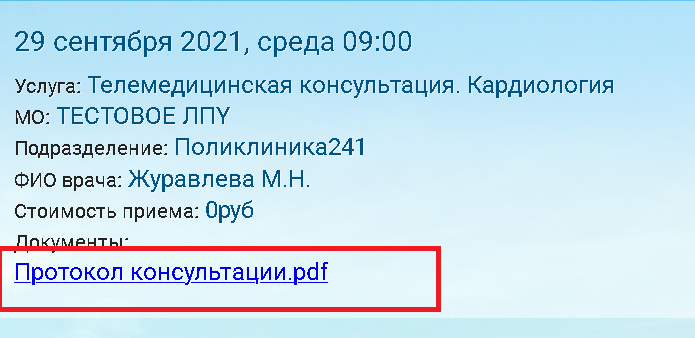 29 сентября 2021, среда 09:00
Услуга: Телемедицинская консультация. Кардиология
МО: ТЕСТОВОЕ ЛПУ
Подразделение: Поликлиника241
ФИО врача: Журавлева М.Н.
Стоимость приема: 0руб
Документы:
Протокол консультации.pdf